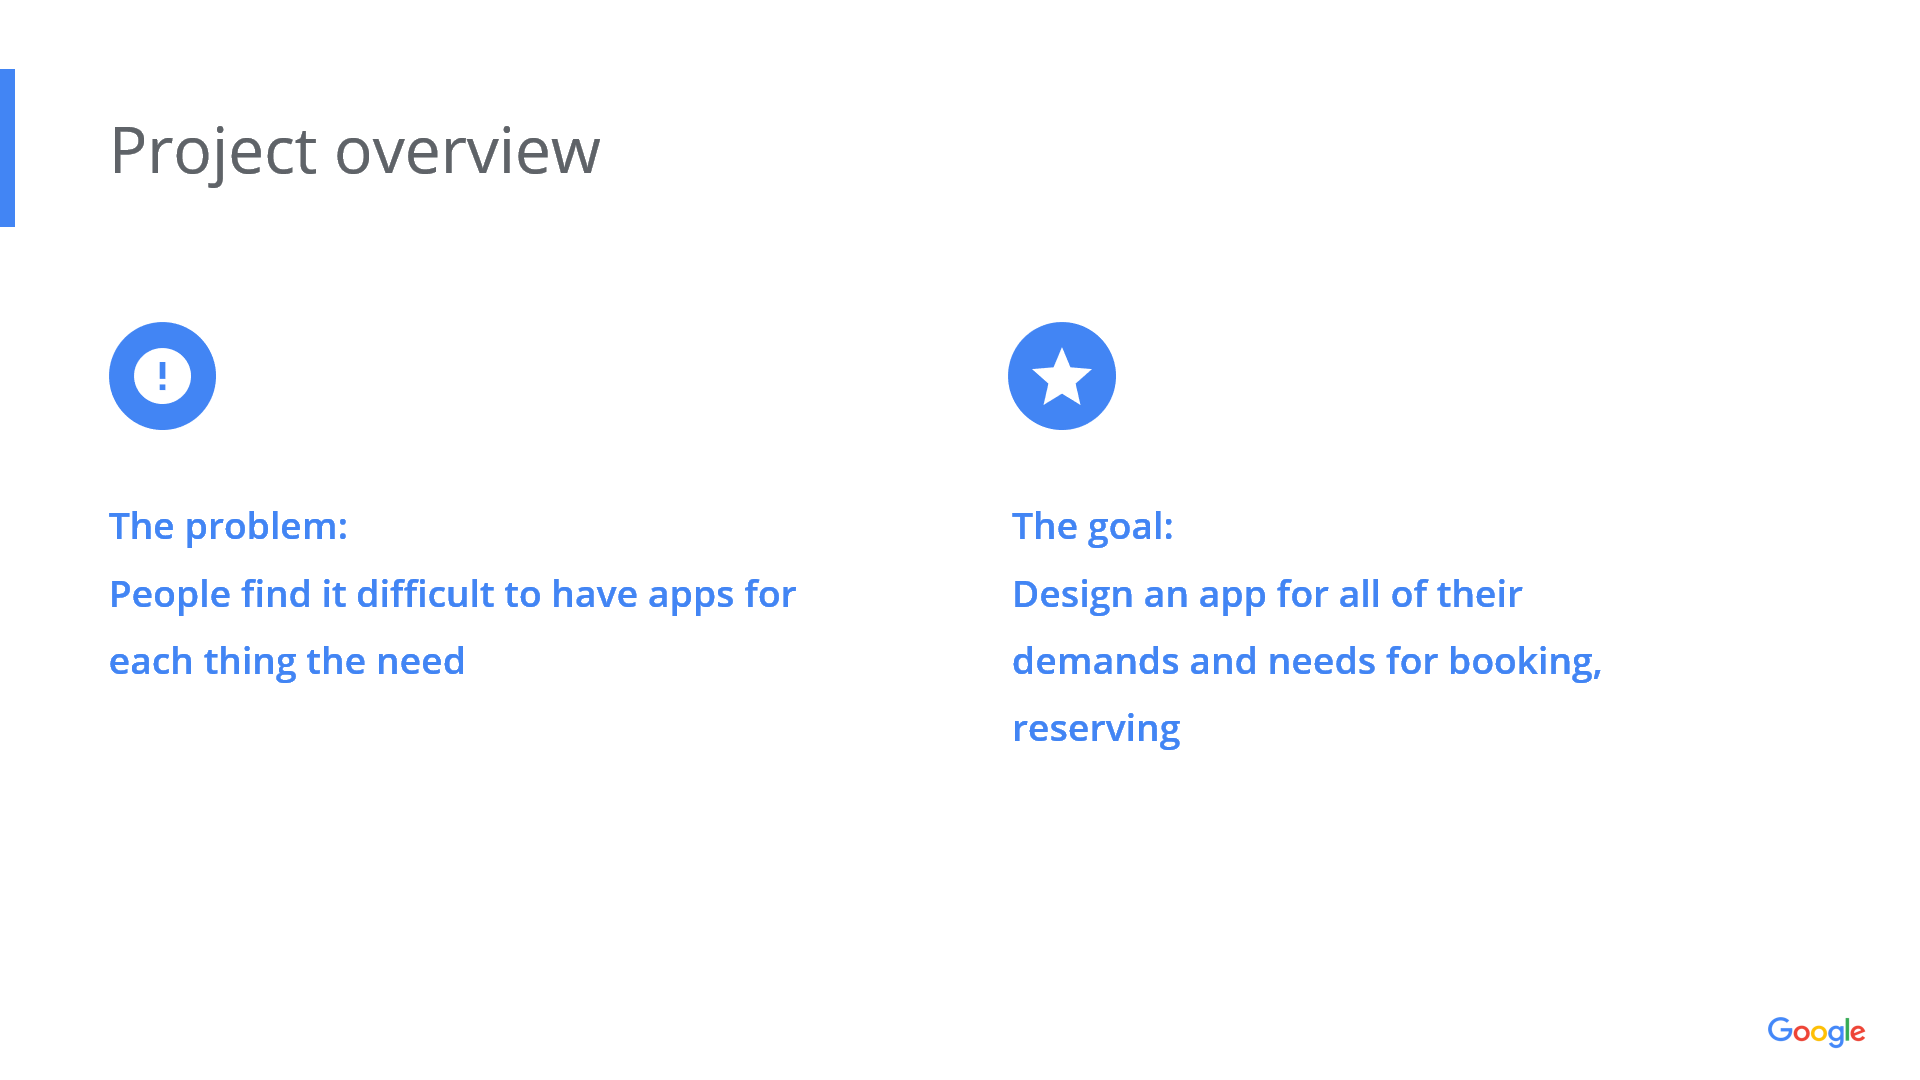 Project overview
The problem:
People find it difficult to have apps for
each thing the need
The goal:
Design an app for all of their
demands and needs for booking,
reserving
Google